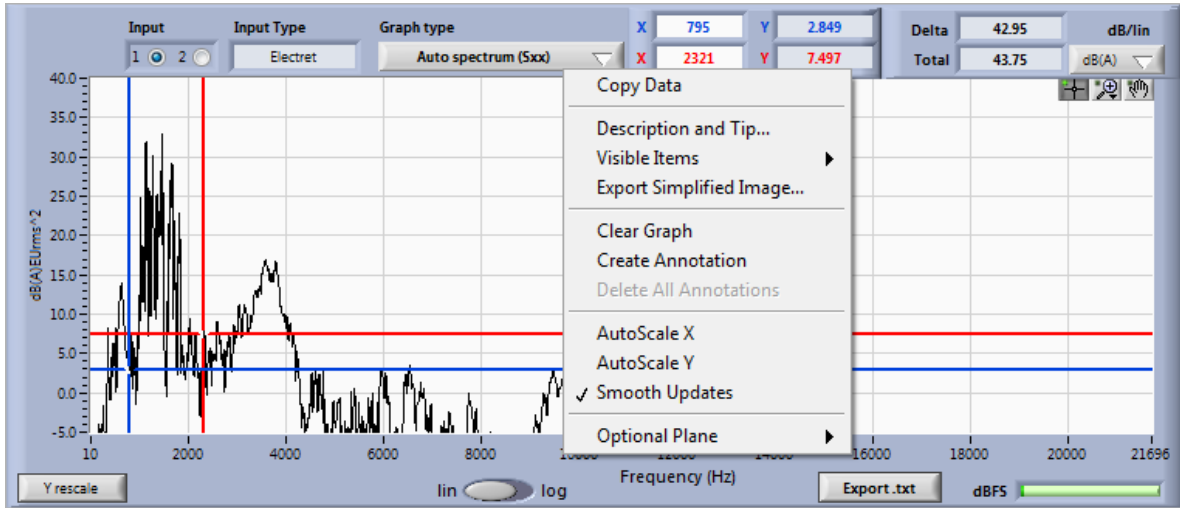 Input Input Type Graph type X 795 Y 2.849 Delta 42.95 dB/lin
1 2 Electret Auto spectrum (Sxx) X 2321 Y 7.497 Total 43.75 dB(A)
40.0
35.0
30.0
25.0
20.0
15.0
10.0
5.0
0.0
-5.0
dB(A)EUrms^2
Copy Data
Description and Tip...
Visible Items
Export Simplified Image...
Clear Graph
Create Annotation
Delete All Annotations
AutoScale X
AutoScale Y
Smooth Updates
Optional Plane
10 2000 4000 6000 8000 16000 18000 20000 21696
Frequency (Hz)
Y rescale lin log Export .txt dBFS